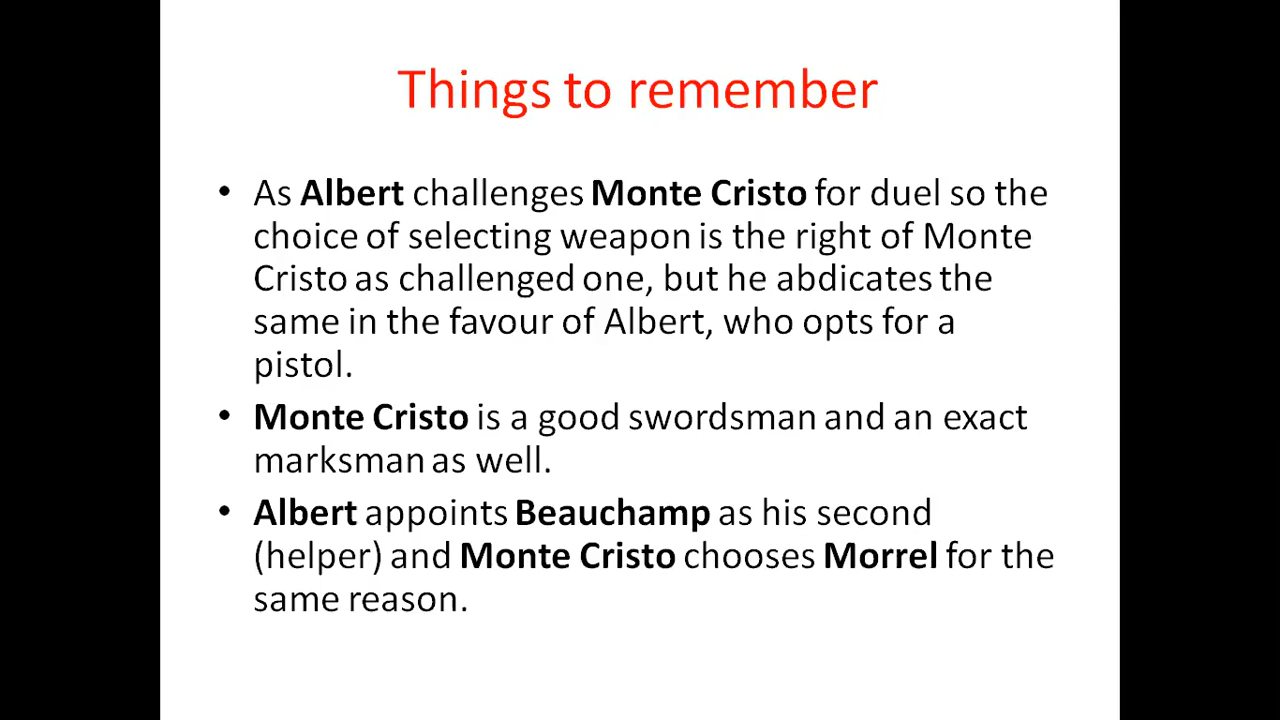 Things to remember
• As Albert challenges Monte Cristo for duel so the
choice of selecting weapon is the right of Monte
Cristo as challenged one, but he abdicates the
same in the favour of Albert, who opts for a
pistol.
• Monte Cristo is a good swordsman and an exact
marksman as well.
• Albert appoints Beauchamp as his second
(helper) and Monte Cristo chooses Morrel for the
same reason.